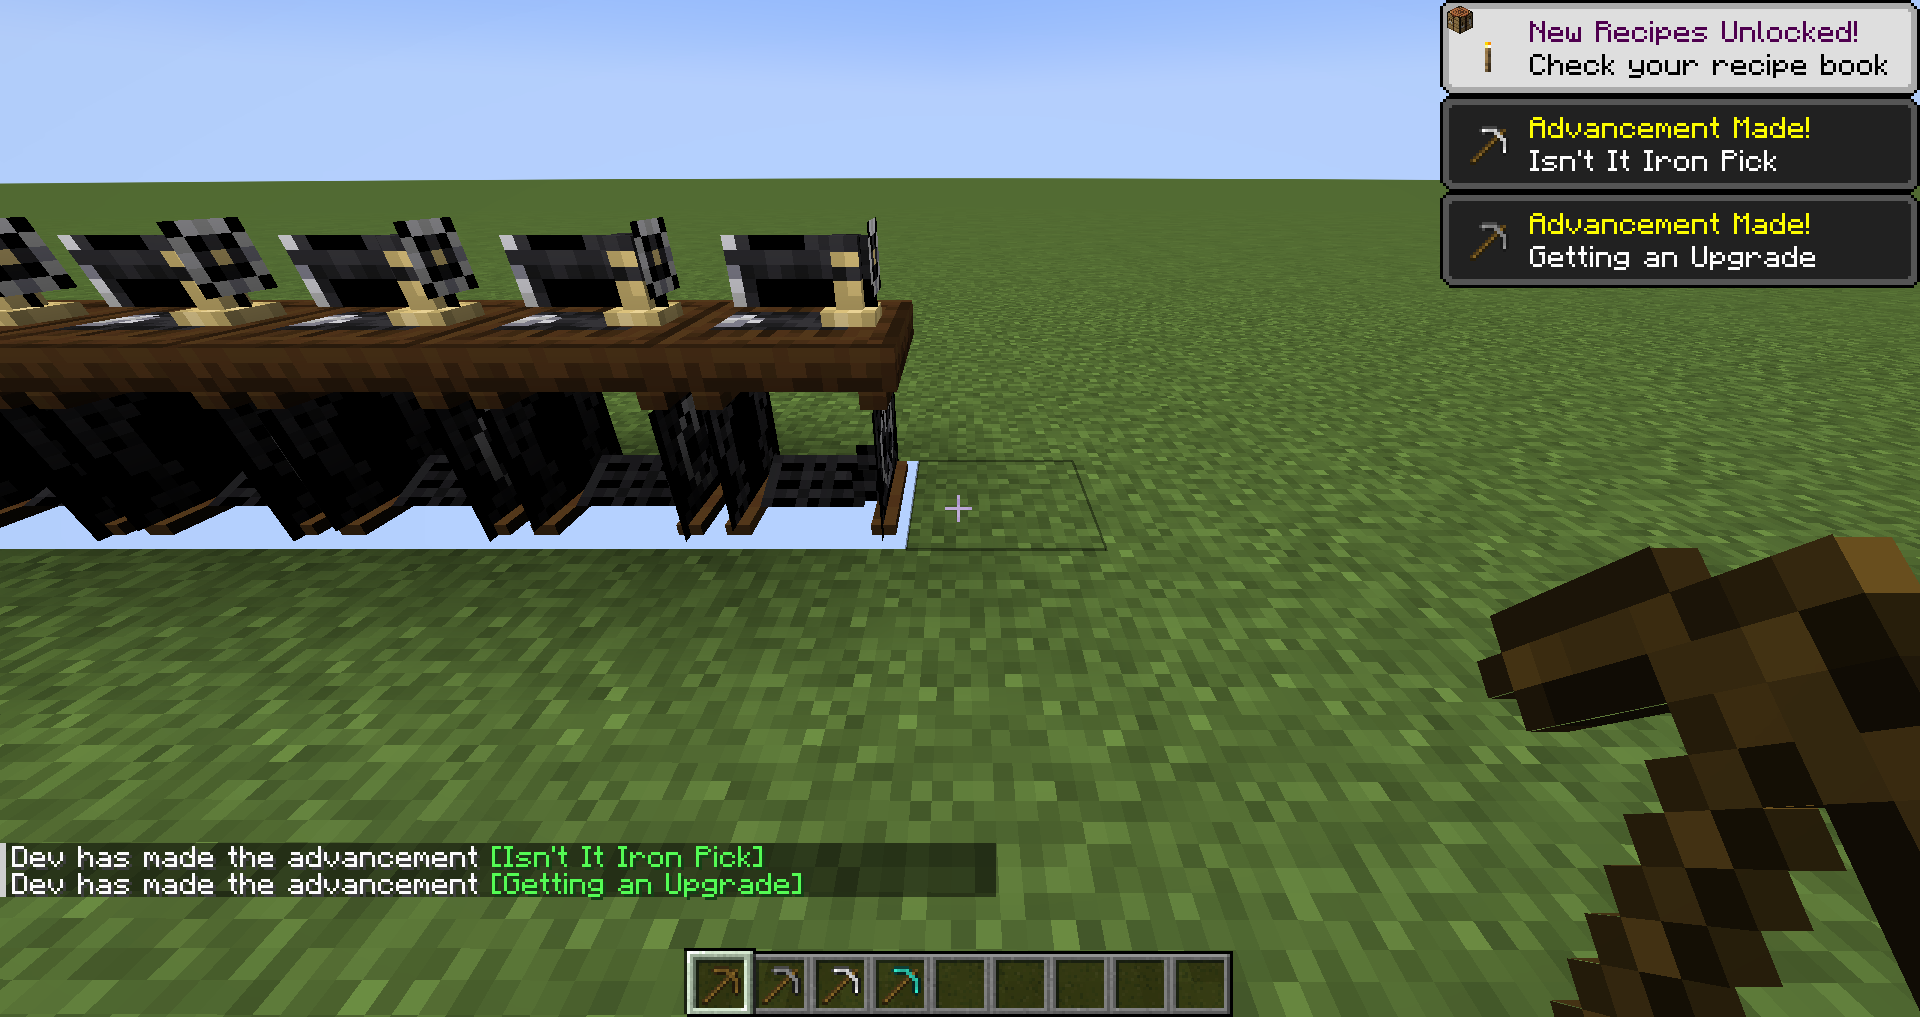 New Recipes Unlocked!
Check your recipe book
Advancement Made!
Isn't It Iron Pick
Advancement Made!
Getting an Upgrade
Dev has made the advancement [Isn't It Iron Pick]
Dev has made the advancement [Getting an Upgrade]